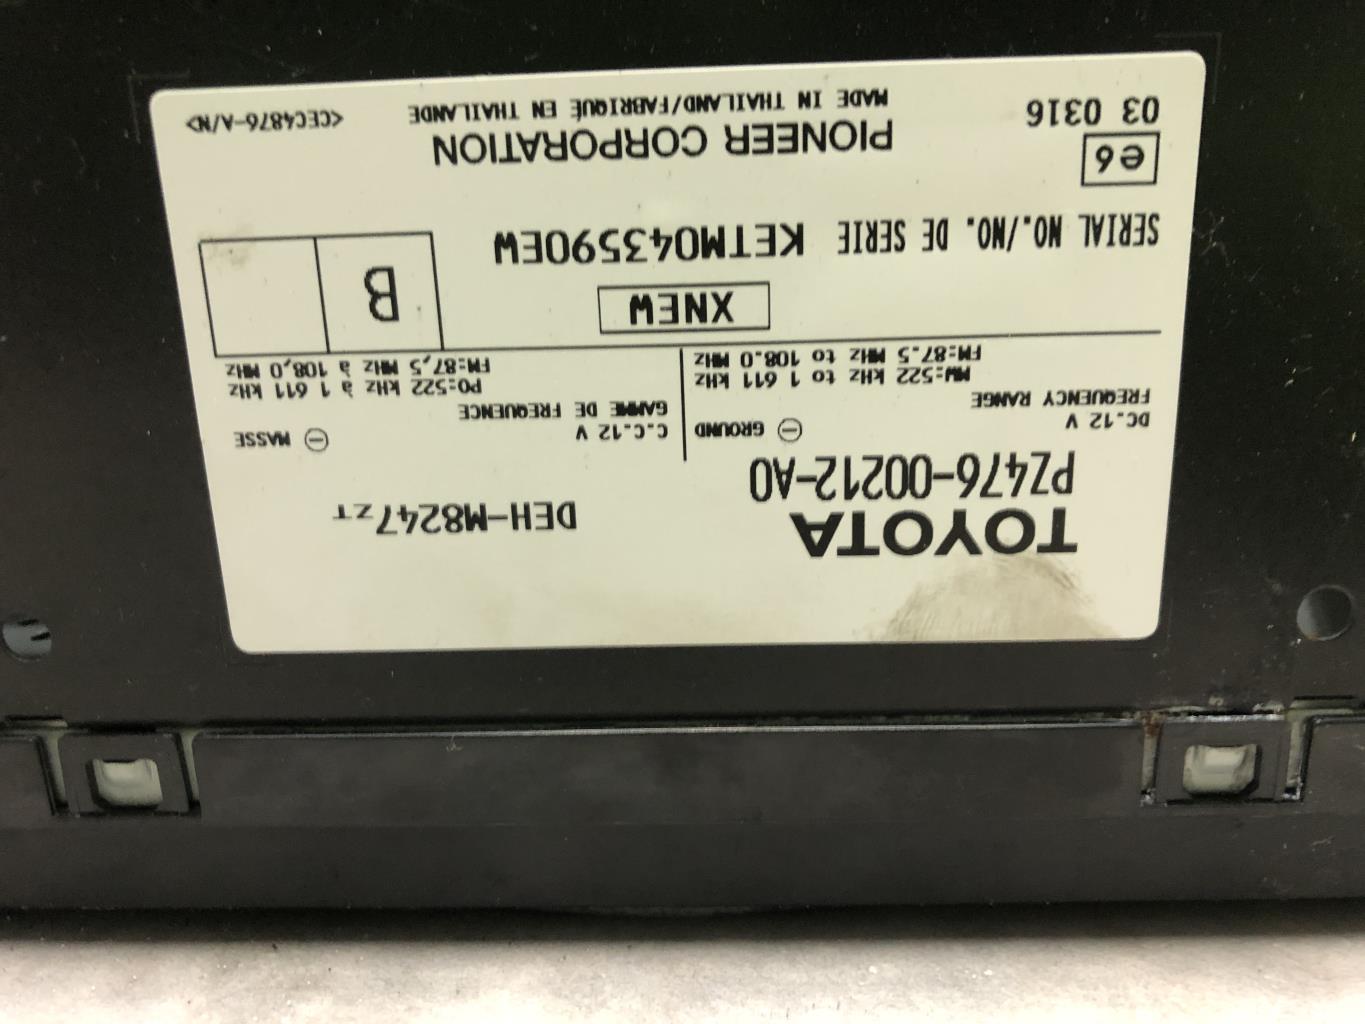 TOYOTA
PZ476-00212-A0
DEH-M8247ZT
DC.12 V ⊖ GROUND
FREQUENCY RANGE
MW:522 kHz to 1 611 kHz
FM:87.5 MHz to 108.0 MHz
C.C.12 V ⊖ MASSE
GAMME DE FREQUENCE
PO:522 kHz à 1 611 kHz
FM:87,5 MHz à 108,0 MHz
XNEW
B
SERIAL NO./NO. DE SERIE KETM043590EW
e6
03 0316
PIONEER CORPORATION
MADE IN THAILAND/FABRIQUÉ EN THAILANDE
<CEC4876-A/N>